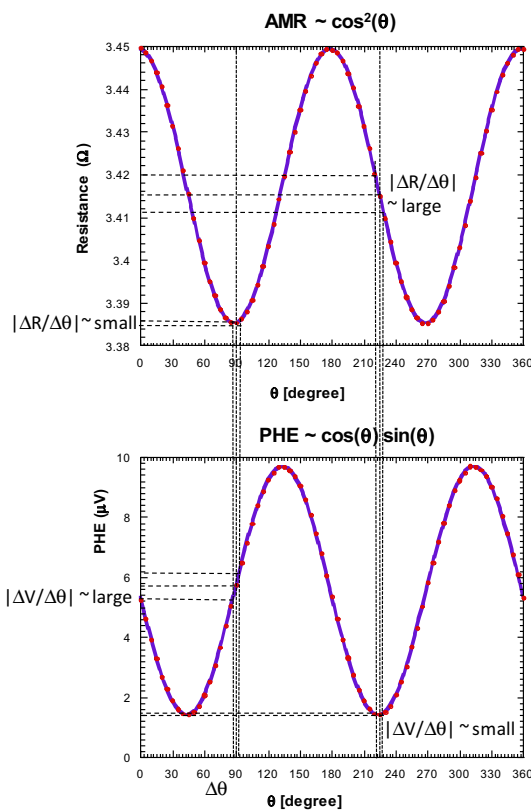 AMR ~ cos²(θ)
3.45
3.44
3.43
3.42
3.41
3.4
3.39
3.38
Resistance (Ω)
|ΔR/Δθ|
~ large
|ΔR/Δθ| ~ small
0 30 60 90 120 150 180 210 240 270 300 330 360
θ [degree]
PHE ~ cos(θ) sin(θ)
10
8
6
4
2
0
PHE (μV)
|ΔV/Δθ| ~ large
|ΔV/Δθ| ~ small
0 30 60 90 120 150 180 210 240 270 300 330 360
Δθ
θ [degree]